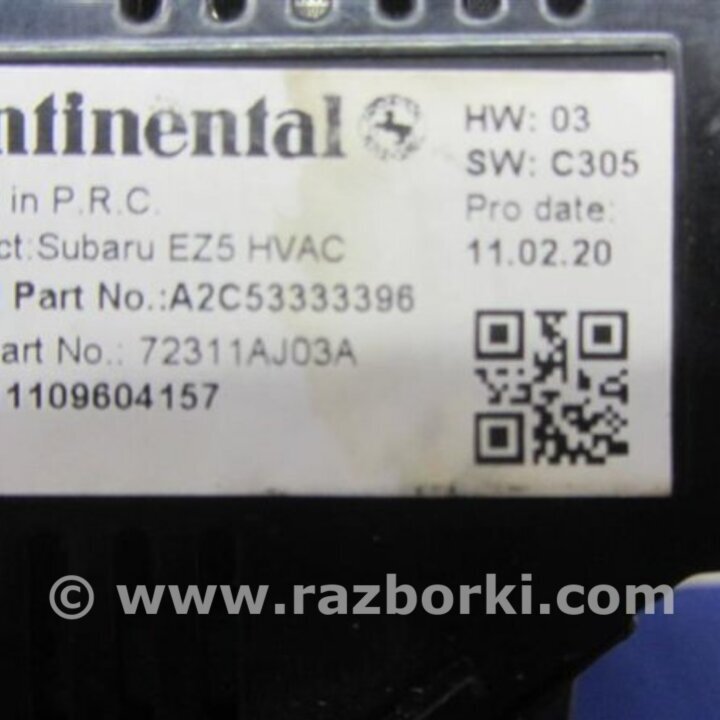 ntinental
HW: 03
SW: C305
in P.R.C.
Pro date:
ct:Subaru EZ5 HVAC
11.02.20
Part No.:A2C53333396
art No.: 72311AJ03A
1109604157
© www.razborki.com